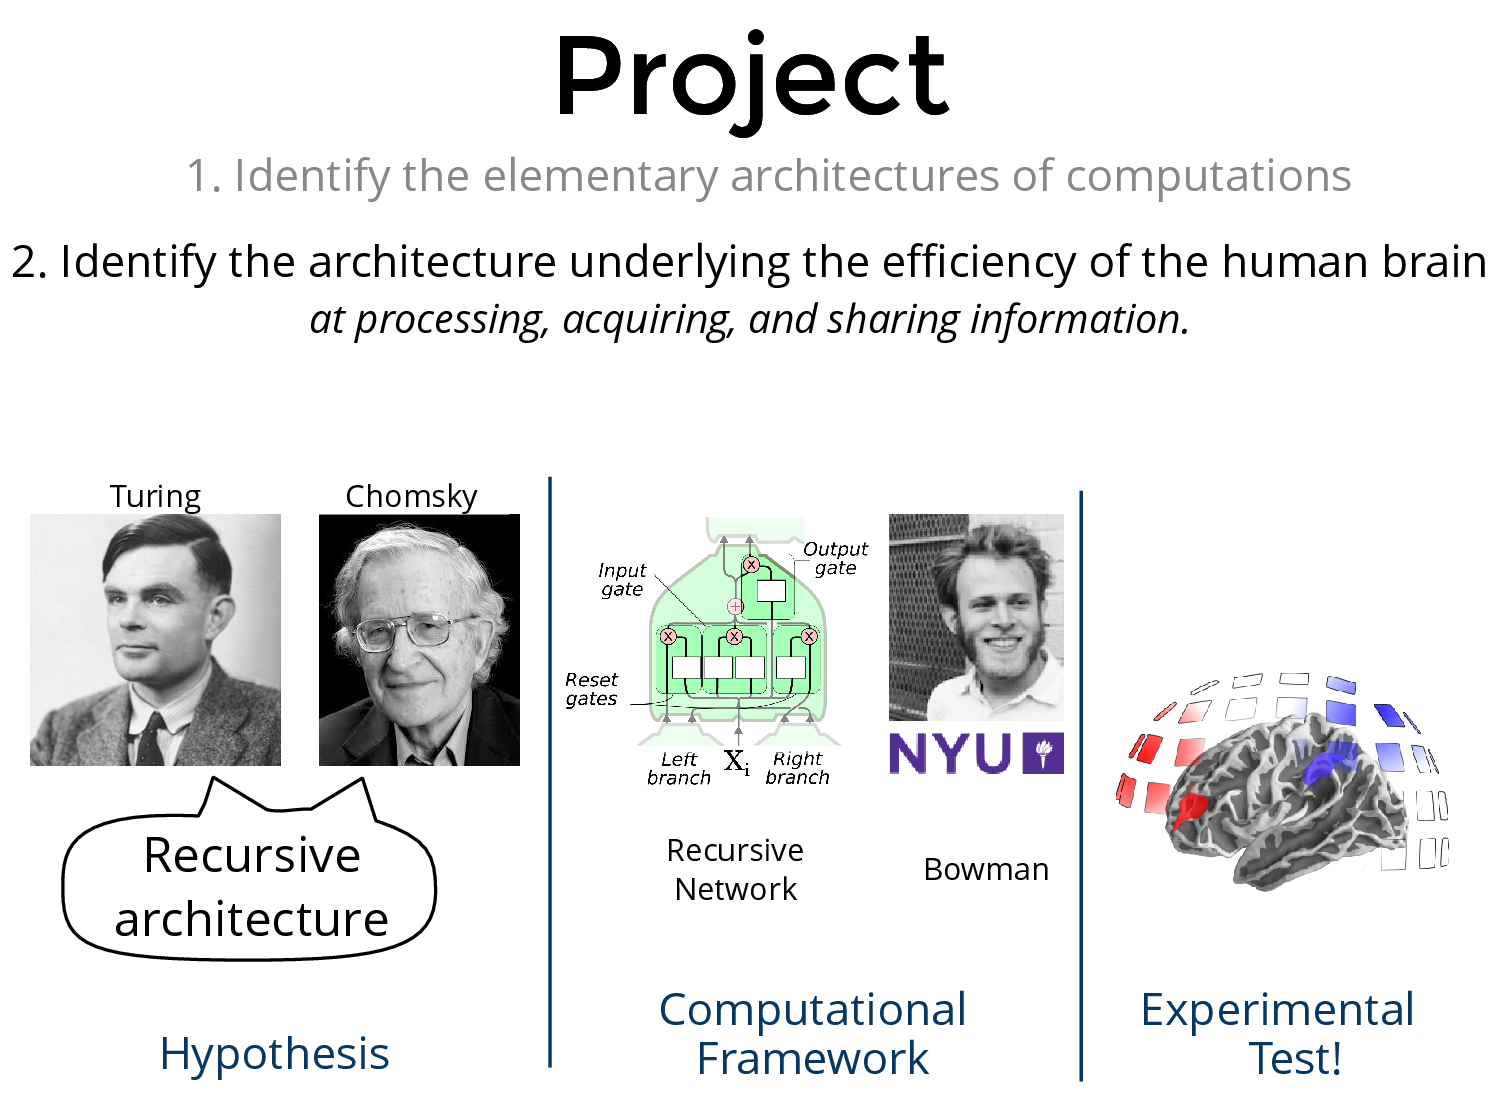 Project
1. Identify the elementary architectures of computations
2. Identify the architecture underlying the efficiency of the human brain
at processing, acquiring, and sharing information.
Turing
Chomsky
Recursive
architecture
Hypothesis
Input
gate
Output
gate
x
+
x
x
x
Reset
gates
Left
branch
Xi
Right
branch
NYU
Recursive
Network
Bowman
Computational
Framework
Experimental
Test!